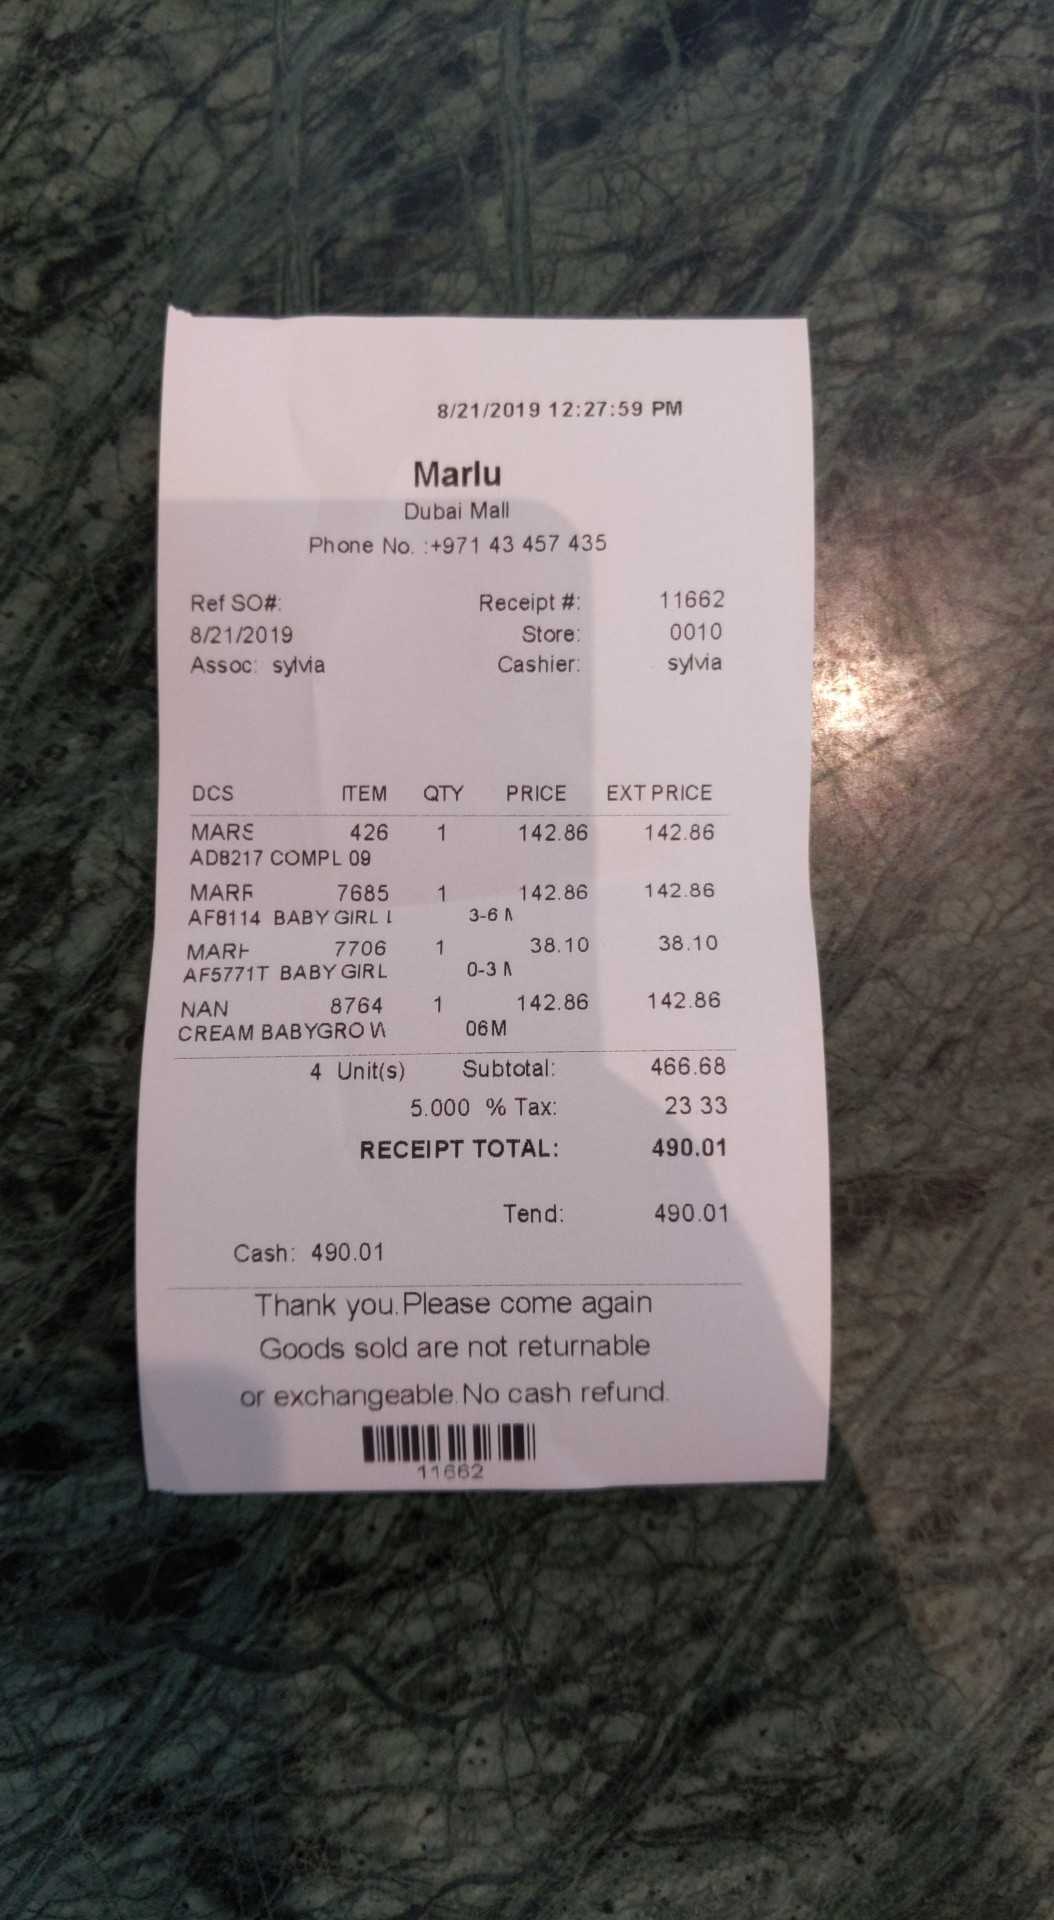 8/21/2019 12:27:59 PM
Marlu
Dubai Mall
Phone No. :+971 43 457 435
Ref SO#: Receipt #: 11662
8/21/2019 Store: 0010
Assoc: sylvia Cashier: sylvia
DCS ITEM QTY PRICE EXT PRICE
MARS 426 1 142.86 142.86
AD8217 COMPL 09
MARF 7685 1 142.86 142.86
AF8114 BABY GIRL 3-6
7706 1 38.10 38.10
AF5771T BABY GIRL 0-3
NAN 8764 1 142.86 142.86
CREAM BABYGRO 06M
4 Unit(s) Subtotal: 466.68
5.000 % Tax: 23 33
RECEIPT TOTAL: 490.01
Tend: 490.01
Cash: 490.01
Thank you.Please come again
Goods sold are not returnable
or exchangeable.No cash refund.
11662